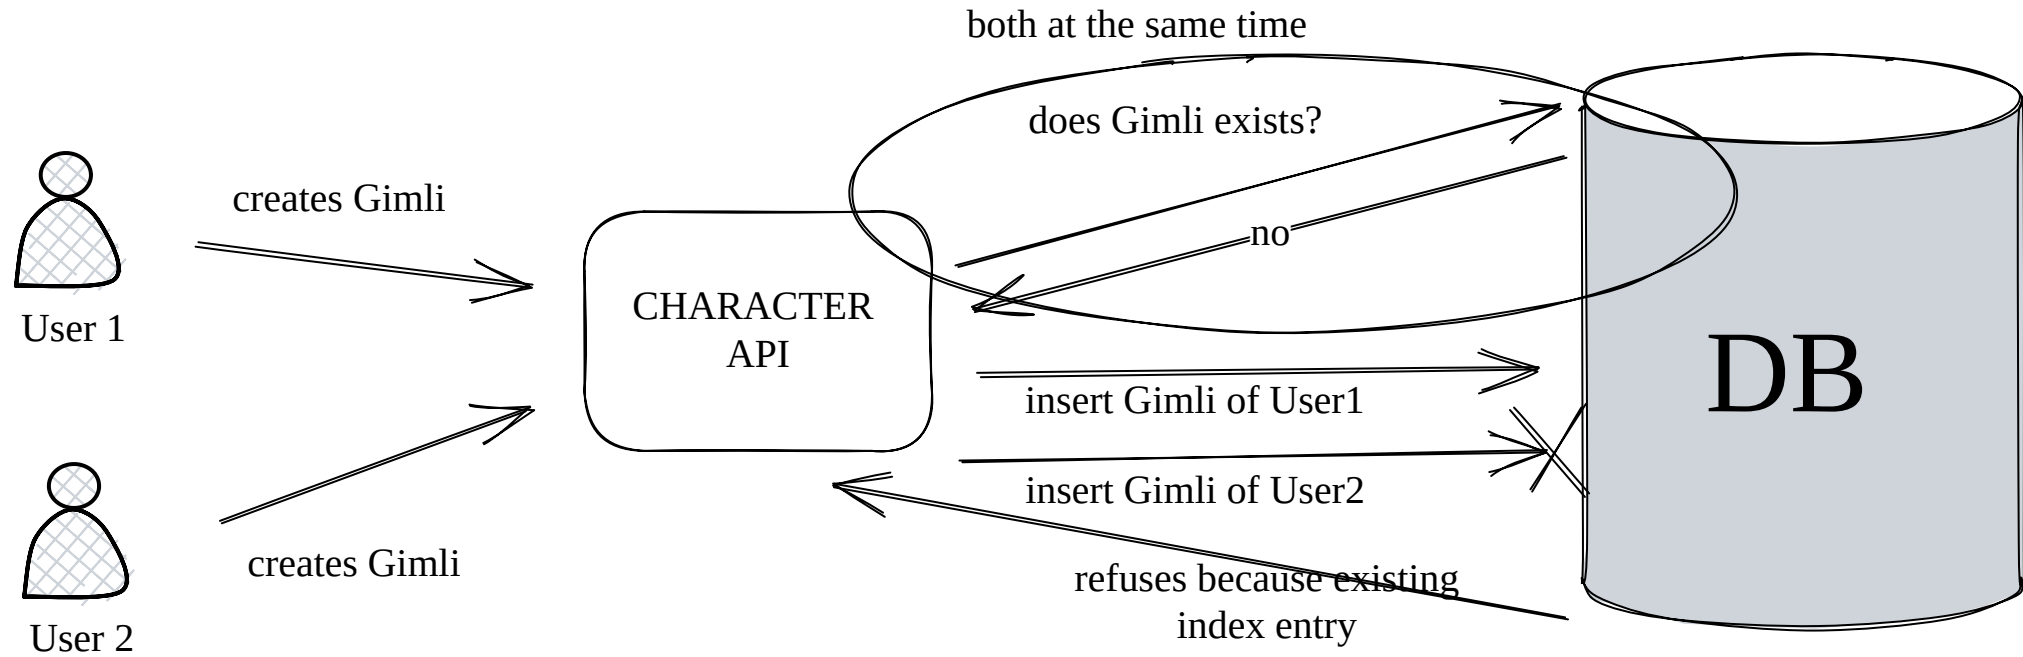 both at the same time
does Gimli exists?
creates Gimli
no
User 1
CHARACTER
API
DB
insert Gimli of User1
insert Gimli of User2
creates Gimli
refuses because existing
index entry
User 2